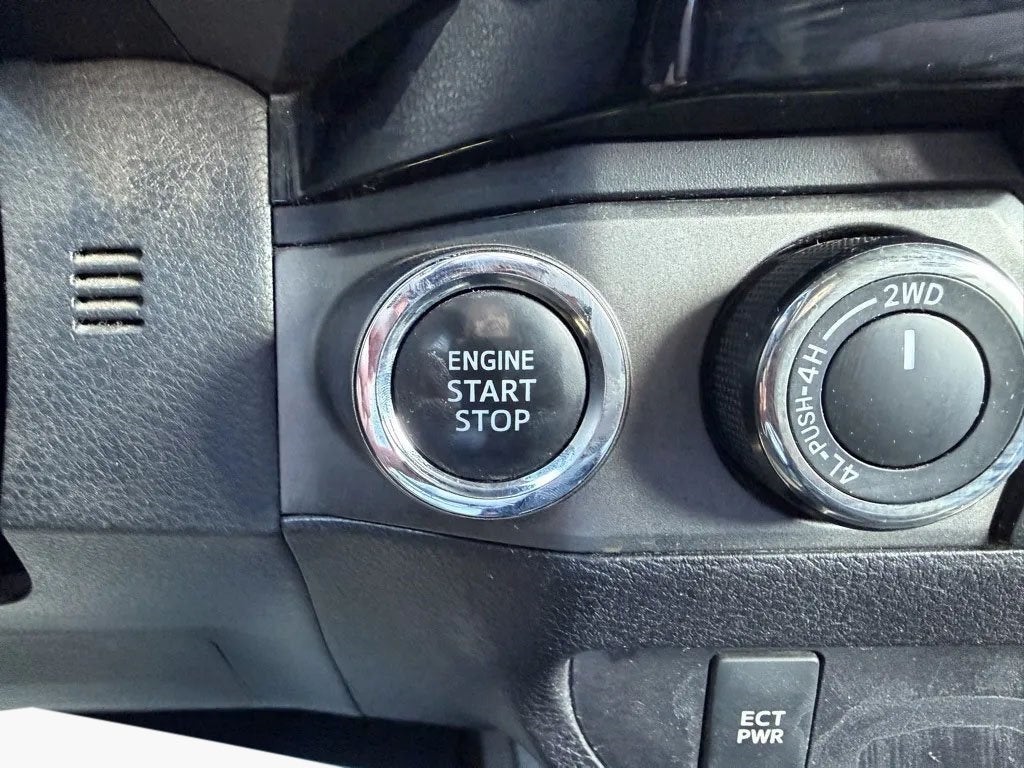 ENGINE
START
STOP
2WD
4L-PUSH-4H
ECT
PWR